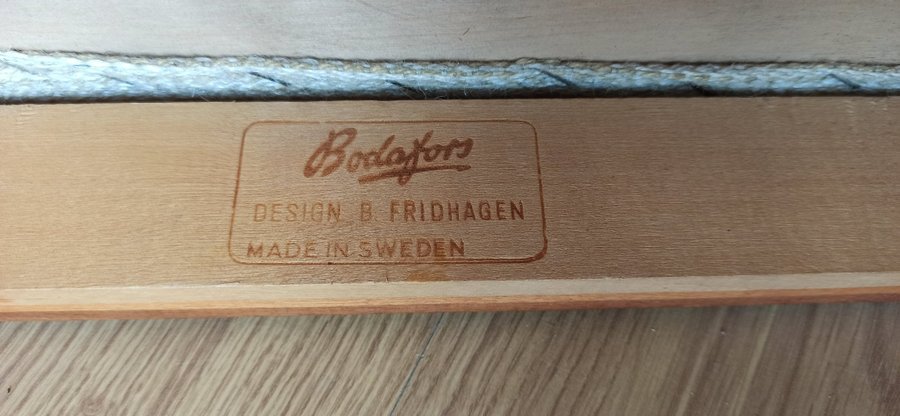 Bodafors
DESIGN B. FRIDHAGEN
MADE IN SWEDEN